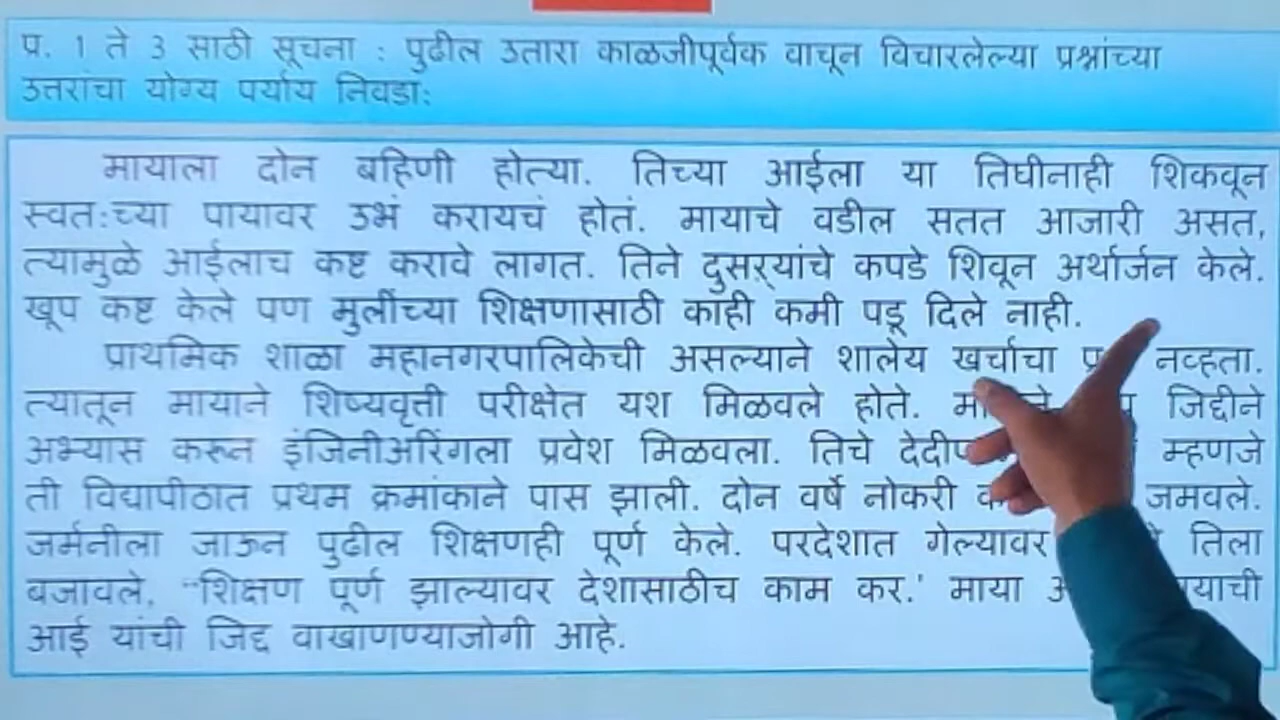 प्र. 1 ते 3 साठी सूचना : पुढील उतारा काळजीपूर्वक वाचून विचारलेल्या प्रश्नांच्या
उत्तरांचा योग्य पर्याय निवडा:
मायाला दोन बहिणी होत्या. तिच्या आईला या तिघींनाही शिकवून
स्वत:च्या पायावर उभं करायचं होतं. मायाचे वडील सतत आजारी असत,
त्यामुळे आईलाच कष्ट करावे लागत. तिने दुसऱ्यांचे कपडे शिवून अर्थार्जन केले.
खूप कष्ट केले पण मुलींच्या शिक्षणासाठी काही कमी पडू दिले नाही.
प्राथमिक शाळा महानगरपालिकेची असल्याने शालेय खर्चाचा नव्हता.
त्यातून मायाने शिष्यवृत्ती परीक्षेत यश मिळवले होते. जिद्दीने
अभ्यास करून इंजिनीअरिंगला प्रवेश मिळवला. तिचे म्हणजे
ती विद्यापीठात प्रथम क्रमांकाने पास झाली. दोन वर्षे नोकरी जमवले.
जर्मनीला जाऊन पुढील शिक्षणही पूर्ण केले. परदेशात गेल्यावर तिला
बजावले, "शिक्षण पूर्ण झाल्यावर देशासाठीच काम कर.' माया
आई यांची जिद्द वाखाणण्याजोगी आहे.